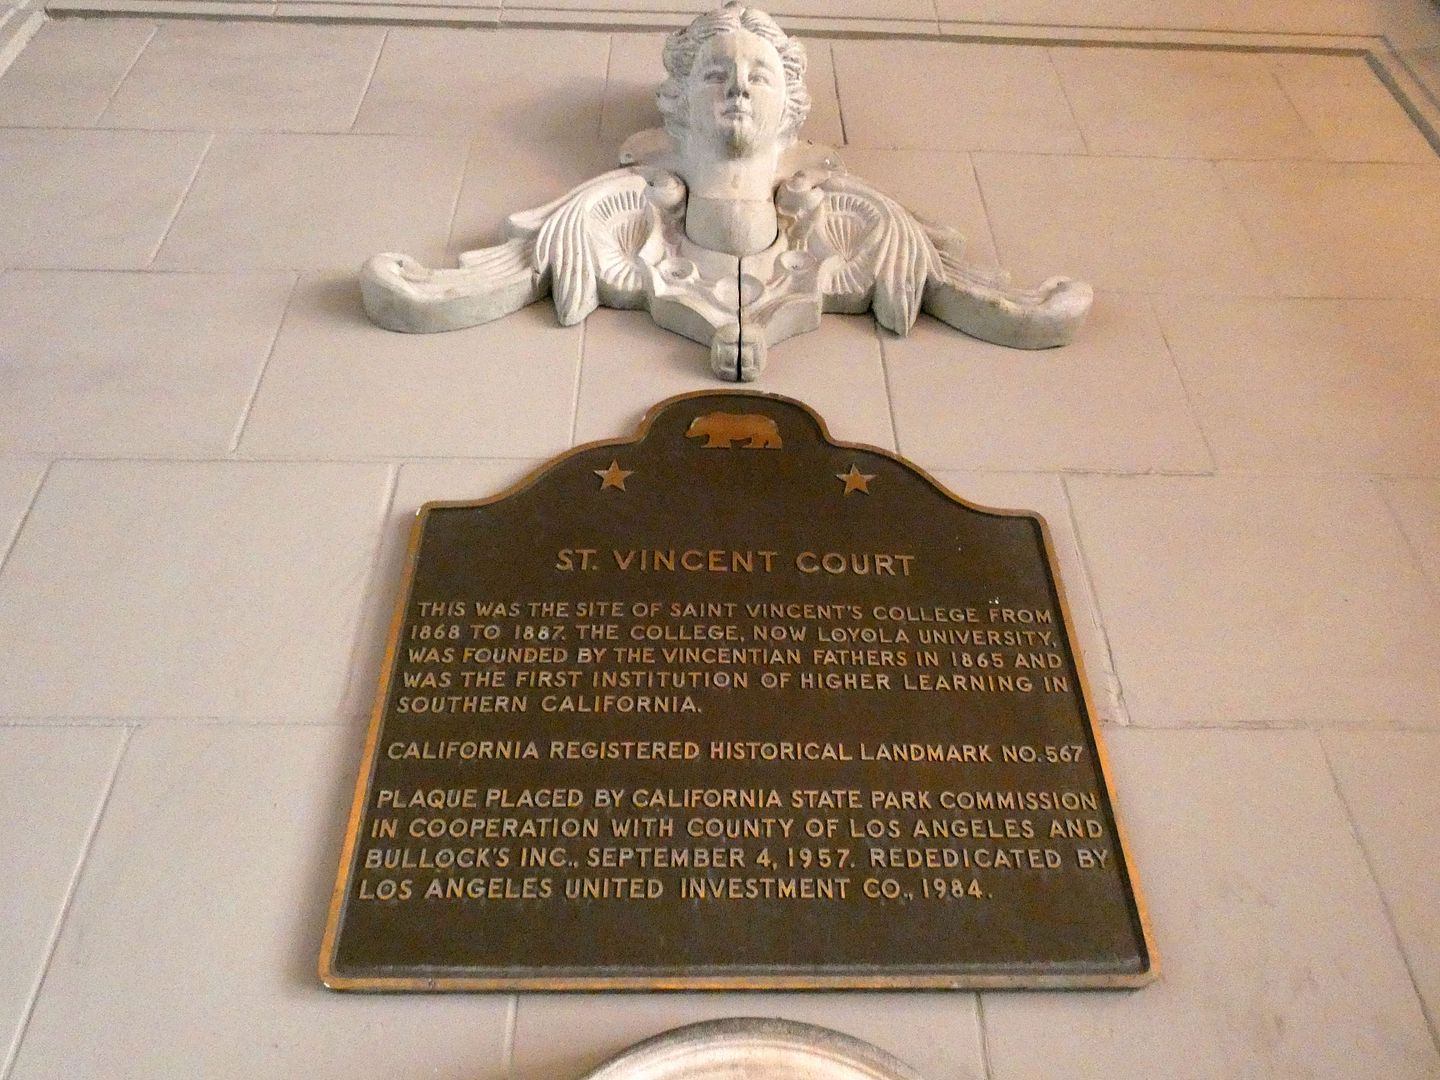 ST. VINCENT COURT
THIS WAS THE SITE OF SAINT VINCENT'S COLLEGE FROM
1868 TO 1887. THE COLLEGE, NOW LOYOLA UNIVERSITY,
WAS FOUNDED BY THE VINCENTIAN FATHERS IN 1865 AND
WAS THE FIRST INSTITUTION OF HIGHER LEARNING IN
SOUTHERN CALIFORNIA.
CALIFORNIA REGISTERED HISTORICAL LANDMARK NO. 567
PLAQUE PLACED BY CALIFORNIA STATE PARK COMMISSION
IN COOPERATION WITH COUNTY OF LOS ANGELES AND
BULLOCK'S INC., SEPTEMBER 4, 1957. REDEDICATED BY
LOS ANGELES UNITED INVESTMENT CO., 1984.